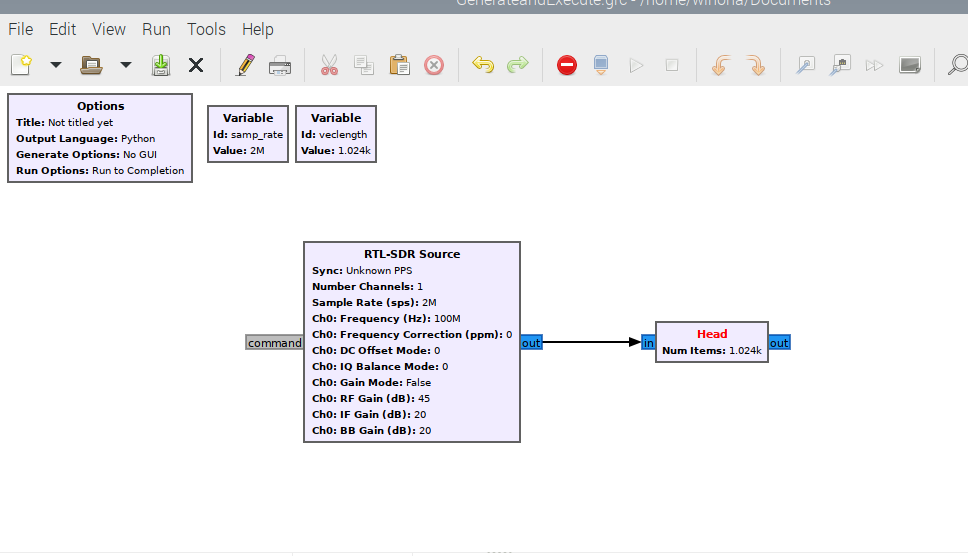 GenerateandExecute.grc - /home/winona/Documents
File Edit View Run Tools Help
Options
Title: Not titled yet
Output Language: Python
Generate Options: No GUI
Run Options: Run to Completion
Variable
Id: samp_rate
Value: 2M
Variable
Id: veclength
Value: 1.024k
RTL-SDR Source
Sync: Unknown PPS
Number Channels: 1
Sample Rate (sps): 2M
Ch0: Frequency (Hz): 100M
Ch0: Frequency Correction (ppm): 0
Ch0: DC Offset Mode: 0
Ch0: IQ Balance Mode: 0
Ch0: Gain Mode: False
Ch0: RF Gain (dB): 45
Ch0: IF Gain (dB): 20
Ch0: BB Gain (dB): 20
command
out
in
Head
Num Items: 1.024k
out